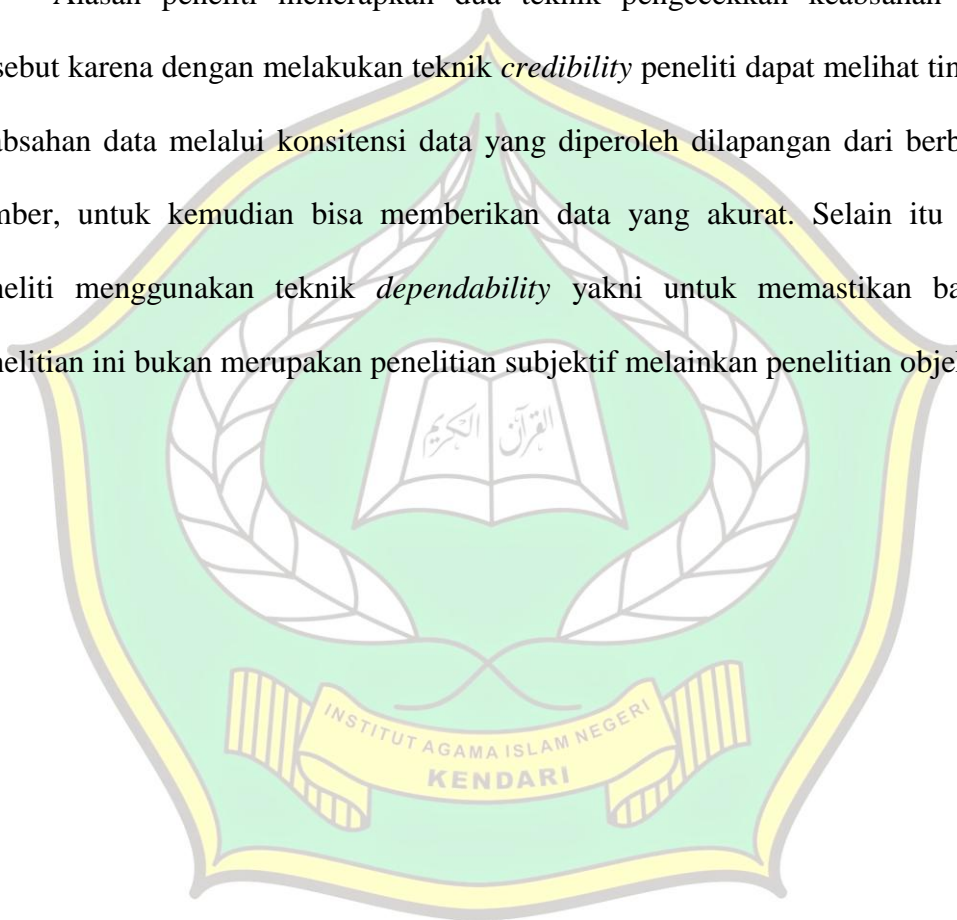 Alasan peneliti menerapkan dua teknik pengecekkan keabsahan
sebut karena dengan melakukan teknik credibility peneliti dapat melihat tin
absahan data melalui konsitensi data yang diperoleh dilapangan dari berb
mber, untuk kemudian bisa memberikan data yang akurat. Selain itu
neliti menggunakan teknik dependability yakni untuk memastikan ba
nelitian ini bukan merupakan penelitian subjektif melainkan penelitian obje
القرآن الكريم
INSTITUT AGAMA ISLAM NEGERI
KENDARI